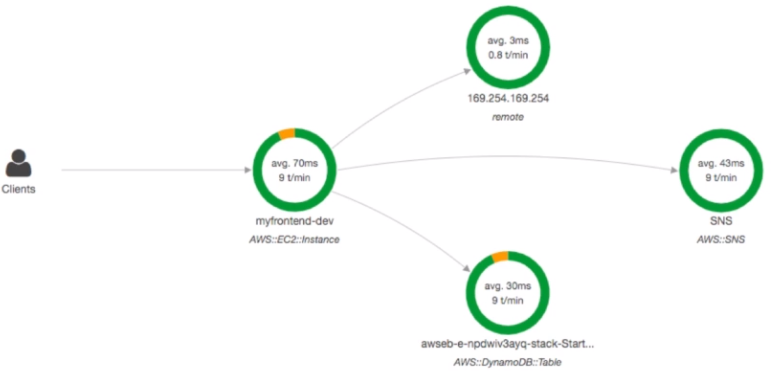 avg. 3ms
0.8 t/min
169.254.169.254
remote
Clients
avg. 70ms
9 t/min
myfrontend-dev
AWS::EC2::Instance
avg. 43ms
9 t/min
SNS
AWS::SNS
avg. 30ms
9 t/min
awseb-e-npdwiv3ayq-stack-Start...
AWS::DynamoDB::Table